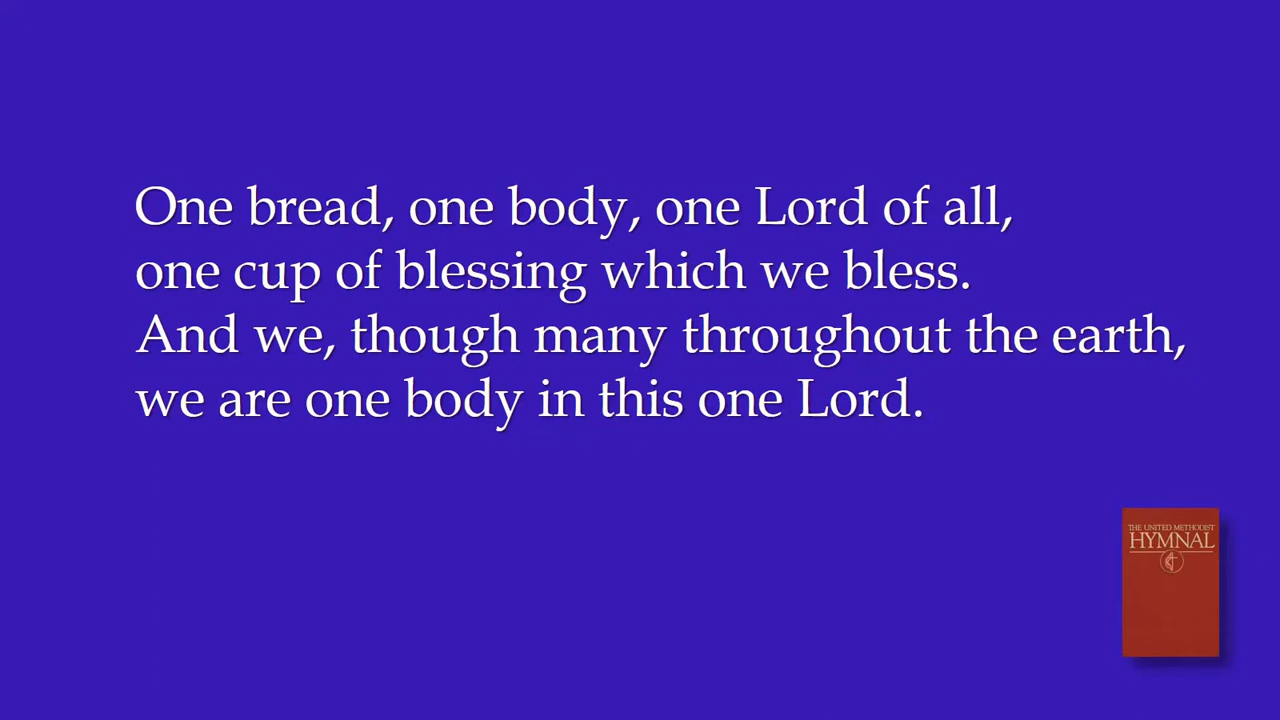 One bread, one body, one Lord of all,
one cup of blessing which we bless.
And we, though many throughout the earth,
we are one body in this one Lord.
THE UNITED METHODIST
HYMNAL